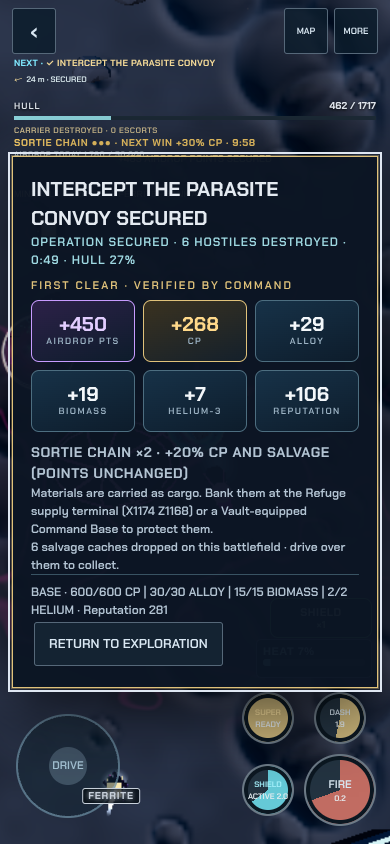 ‹
MAP
MORE
NEXT · ✓ INTERCEPT THE PARASITE CONVOY
← 24 m · SECURED
HULL
462 / 1717
CARRIER DESTROYED · 0 ESCORTS
SORTIE CHAIN ●●● · NEXT WIN +30% CP · 9:58
INTERCEPT THE PARASITE
CONVOY SECURED
OPERATION SECURED · 6 HOSTILES DESTROYED ·
0:49 · HULL 27%
FIRST CLEAR · VERIFIED BY COMMAND
+450
AIRDROP PTS
+268
CP
+29
ALLOY
+19
BIOMASS
+7
HELIUM-3
+106
REPUTATION
SORTIE CHAIN ×2 · +20% CP AND SALVAGE
(POINTS UNCHANGED)
Materials are carried as cargo. Bank them at the Refuge
supply terminal (X1174 Z1168) or a Vault-equipped
Command Base to protect them.
6 salvage caches dropped on this battlefield · drive over
them to collect.
BASE · 600/600 CP | 30/30 ALLOY | 15/15 BIOMASS | 2/2
HELIUM · Reputation 281
RETURN TO EXPLORATION
SUPER
READY
DASH
DRIVE
FERRITE
SHIELD
ACTIVE 2.0
FIRE
0.2